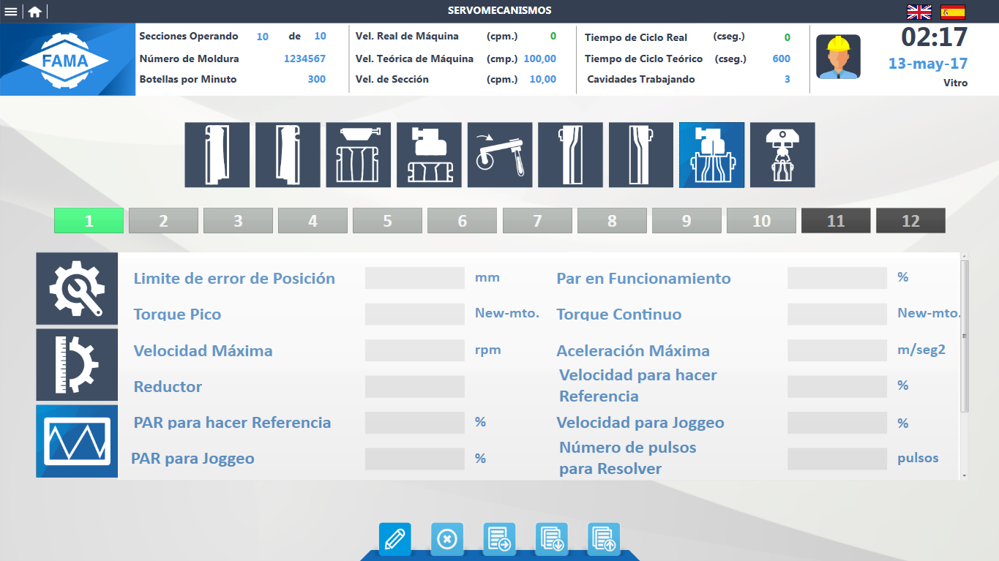 SERVOMECANISMOS
FAMA
Secciones Operando 10 de 10
Número de Moldura 1234567
Botellas por Minuto 300
Vel. Real de Máquina (cpm.) 0
Vel. Teórica de Máquina (cmp.) 100,00
Vel. de Sección (cpm.) 10,00
Tiempo de Ciclo Real (cseg.) 0
Tiempo de Ciclo Teórico (cseg.) 600
Cavidades Trabajando 3
02:17
13-may-17
Vitro
1 2 3 4 5 6 7 8 9 10 11 12
Limite de error de Posición mm
Par en Funcionamiento %
Torque Pico New-mto.
Torque Continuo New-mto.
Velocidad Máxima rpm
Aceleración Máxima m/seg2
Reductor
Velocidad para hacer
Referencia %
PAR para hacer Referencia %
Velocidad para Joggeo %
PAR para Joggeo %
Número de pulsos
para Resolver pulsos